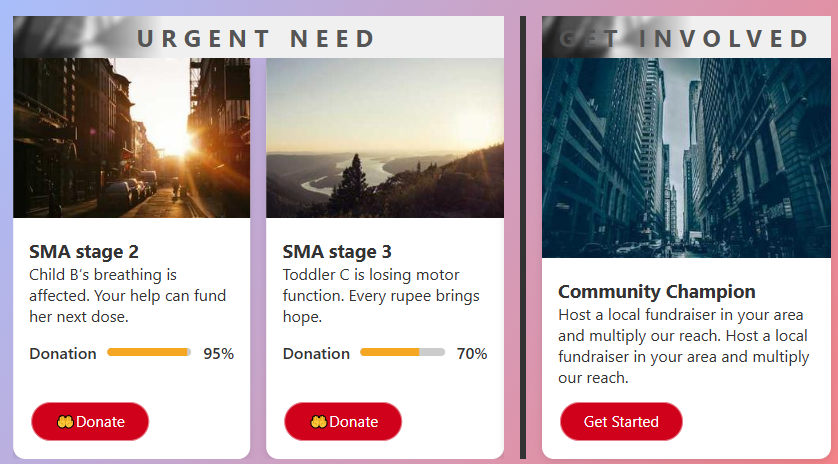 URGENT NEED
SMA stage 2
Child B's breathing is
affected. Your help can fund
her next dose.
Donation 95%
Donate
SMA stage 3
Toddler C is losing motor
function. Every rupee brings
hope.
Donation 70%
Donate
GET INVOLVED
Community Champion
Host a local fundraiser in your area
and multiply our reach. Host a local
fundraiser in your area and multiply
our reach.
Get Started